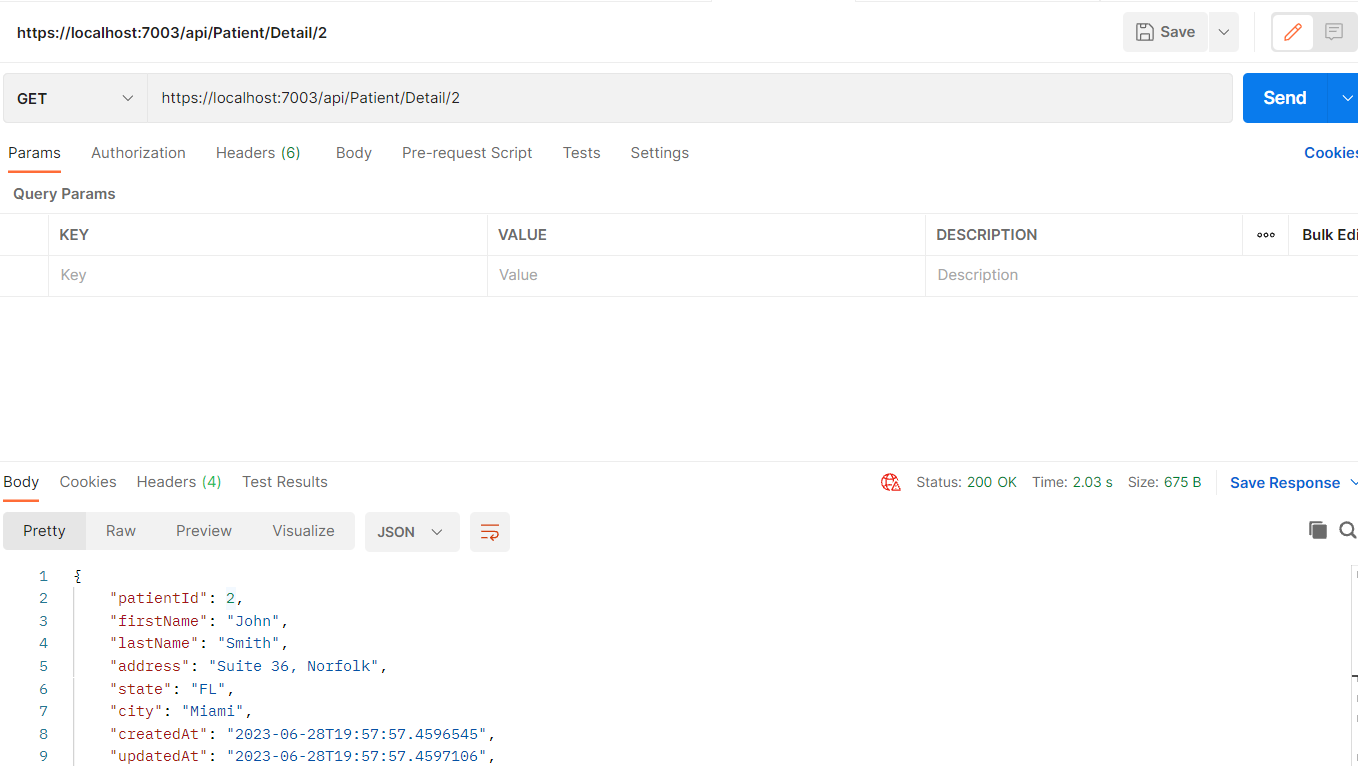 https://localhost:7003/api/Patient/Detail/2
Save
GET
https://localhost:7003/api/Patient/Detail/2
Send
Params Authorization Headers (6) Body Pre-request Script Tests Settings Cookies
Query Params
KEY VALUE DESCRIPTION ooo Bulk Edi
Key Value Description
Body Cookies Headers (4) Test Results Status: 200 OK Time: 2.03 s Size: 675 B Save Response
Pretty Raw Preview Visualize JSON
1 {
2 "patientId": 2,
3 "firstName": "John",
4 "lastName": "Smith",
5 "address": "Suite 36, Norfolk",
6 "state": "FL",
7 "city": "Miami",
8 "createdAt": "2023-06-28T19:57:57.4596545",
9 "updatedAt": "2023-06-28T19:57:57.4597106",